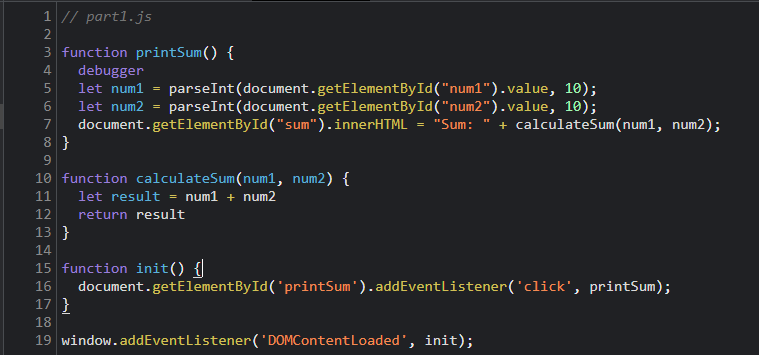 1 // part1.js
2
3 function printSum() {
4   debugger
5   let num1 = parseInt(document.getElementById("num1").value, 10);
6   let num2 = parseInt(document.getElementById("num2").value, 10);
7   document.getElementById("sum").innerHTML = "Sum: " + calculateSum(num1, num2);
8 }
9
10 function calculateSum(num1, num2) {
11   let result = num1 + num2
12   return result
13 }
14
15 function init() {
16   document.getElementById('printSum').addEventListener('click', printSum);
17 }
18
19 window.addEventListener('DOMContentLoaded', init);